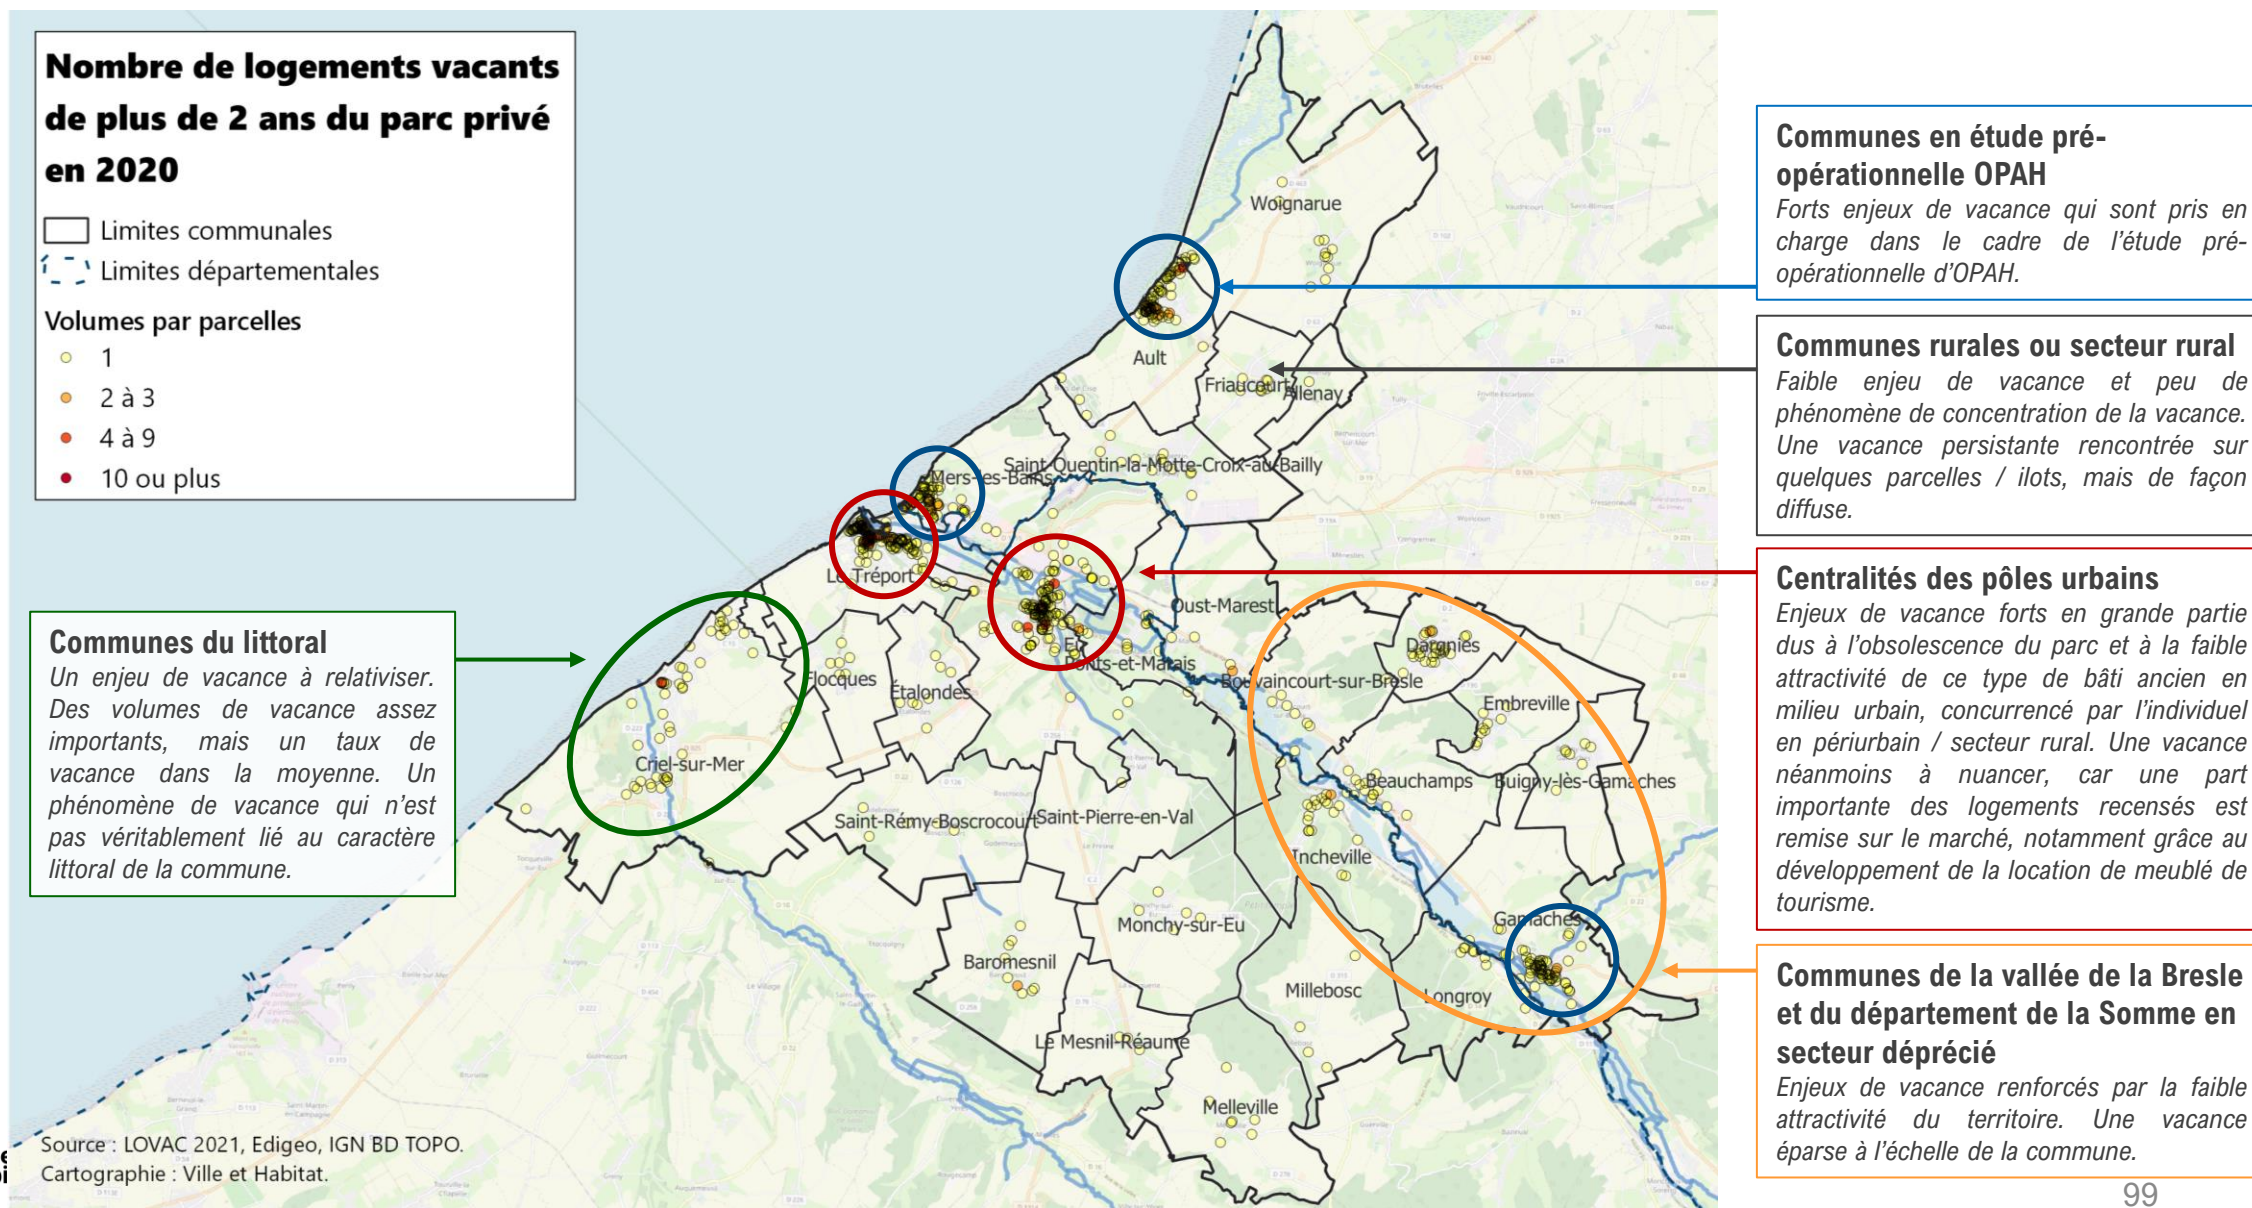 Nombre de logements vacants
de plus de 2 ans du parc privé
en 2020
Limites communales
Limites départementales
Volumes par parcelles
1
2 à 3
4 à 9
10 ou plus
Communes du littoral
Un enjeu de vacance à relativiser.
Des volumes de vacance assez
importants, mais un taux de
vacance dans la moyenne. Un
phénomène de vacance qui n'est
pas véritablement lié au caractère
littoral de la commune.
Woignarue
Ault
Friaucourt
Allenay
Saint-Quentin-la-Motte-Croix-au-Bailly
Mers-les-Bains
Le Tréport
Oust-Marest
Eu
Ponts-et-Marais
Flocques
Étalondes
Bouvaincourt-sur-Bresle
Dargnies
Embreville
Criel-sur-Mer
Beauchamps
Buigny-lès-Gamaches
Saint-Rémy-Boscrocourt
Saint-Pierre-en-Val
Incheville
Monchy-sur-Eu
Gamaches
Baromesnil
Millebosc
Longroy
Le Mesnil-Réaume
Melleville
Source : LOVAC 2021, Edigeo, IGN BD TOPO.
Cartographie : Ville et Habitat.
Communes en étude pré-
opérationnelle OPAH
Forts enjeux de vacance qui sont pris en
charge dans le cadre de l'étude pré-
opérationnelle d'OPAH.
Communes rurales ou secteur rural
Faible enjeu de vacance et peu de
phénomène de concentration de la vacance.
Une vacance persistante rencontrée sur
quelques parcelles / ilots, mais de façon
diffuse.
Centralités des pôles urbains
Enjeux de vacance forts en grande partie
dus à l'obsolescence du parc et à la faible
attractivité de ce type de bâti ancien en
milieu urbain, concurrencé par l'individuel
en périurbain / secteur rural. Une vacance
néanmoins à nuancer, car une part
importante des logements recensés est
remise sur le marché, notamment grâce au
développement de la location de meublé de
tourisme.
Communes de la vallée de la Bresle
et du département de la Somme en
secteur déprécié
Enjeux de vacance renforcés par la faible
attractivité du territoire. Une vacance
éparse à l'échelle de la commune.
99